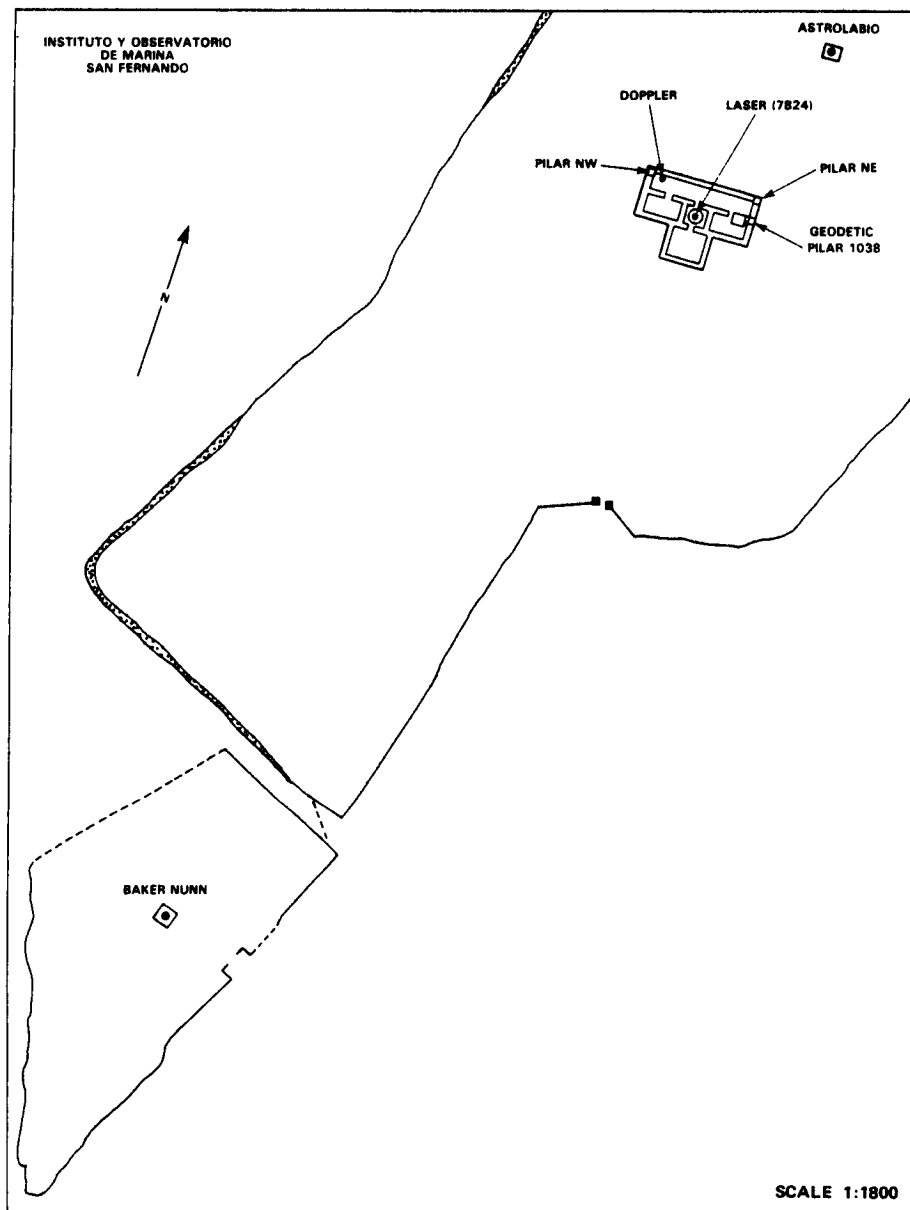 INSTITUTO Y OBSERVATORIO
DE MARINA
SAN FERNANDO
ASTROLABIO
DOPPLER
LASER (7824)
PILAR NW
PILAR NE
GEODETIC
PILAR 1038
N
BAKER NUNN
SCALE 1:1800